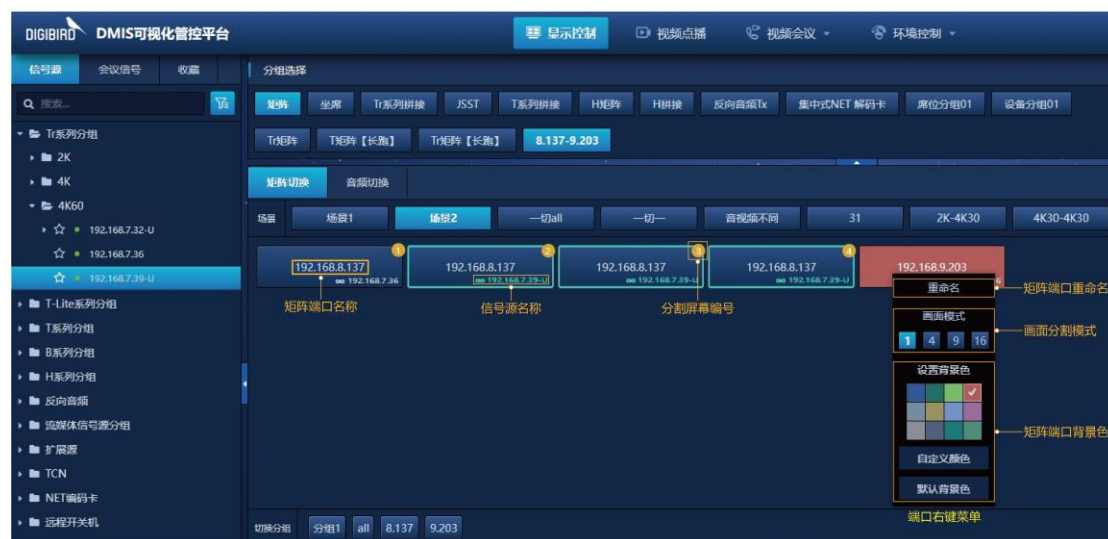 DIGIBIRD DMIS可视化管控平台 显示控制 视频点播 视频会议 环境控制
信号源 会议信号 收藏
搜索...
Tr系列分组
2K
4K
4K60
192.168.7.32-U
192.168.7.36
192.168.7.39-U
T-Lite系列分组
T系列分组
B系列分组
H系列分组
反向音频
流媒体信号源分组
扩展源
TCN
NET编码卡
远程开关机
分组选择
矩阵 坐席 Tr系列拼接 JSST T系列拼接 H矩阵 H拼接 反向音频Tx 集中式NET 解码卡 席位分组01 设备分组01
Tr矩阵 T矩阵【长跑】 Tr矩阵【长跑】 8.137-9.203
矩阵切换 音频切换
场景 场景1 场景2 一切all 一切一 音视频不同 31 2K-4K30 4K30-4K30
1 2 3 4
192.168.8.137 192.168.8.137 192.168.8.137 192.168.8.137 192.168.9.203
192.168.7.36 192.168.7.39-U 192.168.7.39-U 192.168.7.39-U
矩阵端口名称 信号源名称 分割屏幕编号
重命名 矩阵端口重命名
画面模式
画面分割模式
1 4 9 16
设置背景色
矩阵端口背景色
自定义颜色
默认背景色
端口右键菜单
切换分组 分组1 all 8.137 9.203